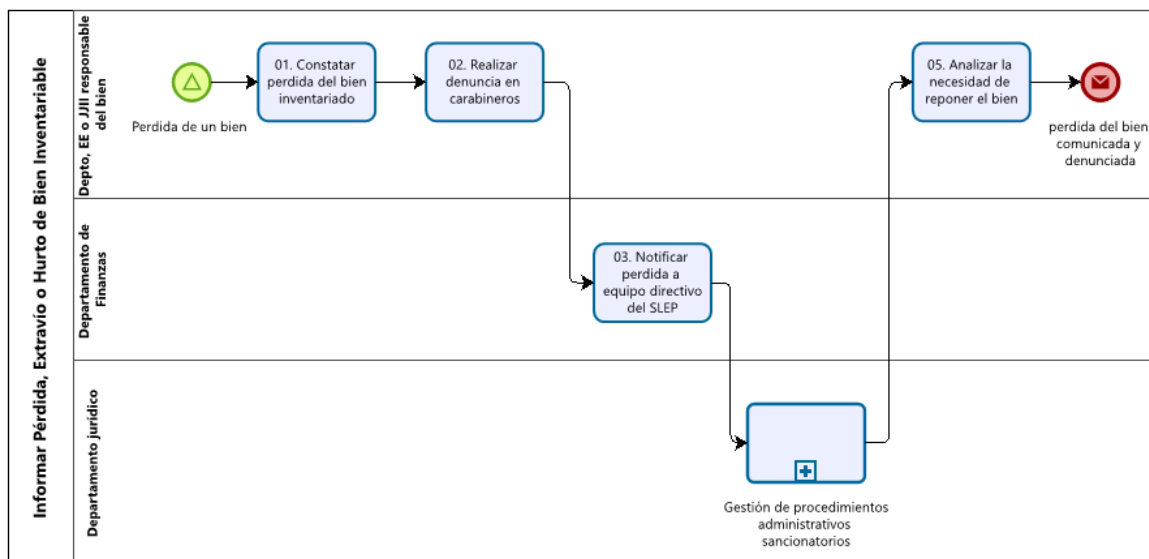 Informar Pérdida, Extravío o Hurto de Bien Inventariable
Depto, EE o JJII responsable
del bien
Perdida de un bien
01. Constatar
perdida del bien
inventariado
02. Realizar
denuncia en
carabineros
05. Analizar la
necesidad de
reponer el bien
perdida del bien
comunicada y
denunciada
Departamento de
Finanzas
03. Notificar
perdida a
equipo directivo
del SLEP
Departamento jurídico
Gestión de procedimientos
administrativos
sancionatorios